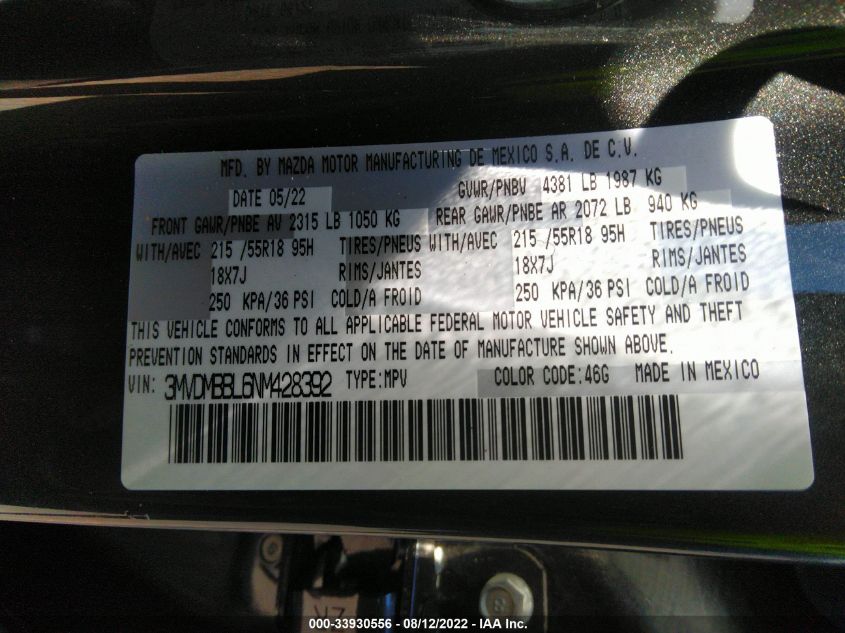 MFD. BY MAZDA MOTOR MANUFACTURING DE MEXICO S.A. DE C.V.
DATE 05/22 GVWR/PNBV 4381 LB 1987 KG
FRONT GAWR/PNBE AV 2315 LB 1050 KG REAR GAWR/PNBE AR 2072 LB 940 KG
WITH/AVEC 215 /55R18 95H TIRES/PNEUS WITH/AVEC 215 /55R18 95H TIRES/PNEUS
18X7J RIMS/JANTES 18X7J RIMS/JANTES
250 KPA/36 PSI COLD/A FROID 250 KPA/36 PSI COLD/A FROID
THIS VEHICLE CONFORMS TO ALL APPLICABLE FEDERAL MOTOR VEHICLE SAFETY AND THEFT
PREVENTION STANDARDS IN EFFECT ON THE DATE OF MANUFACTURE SHOWN ABOVE.
VIN: 3MVDMBBL6NM428392 TYPE:MPV COLOR CODE:46G MADE IN MEXICO
000-33930556 - 08/12/2022 - IAA Inc.